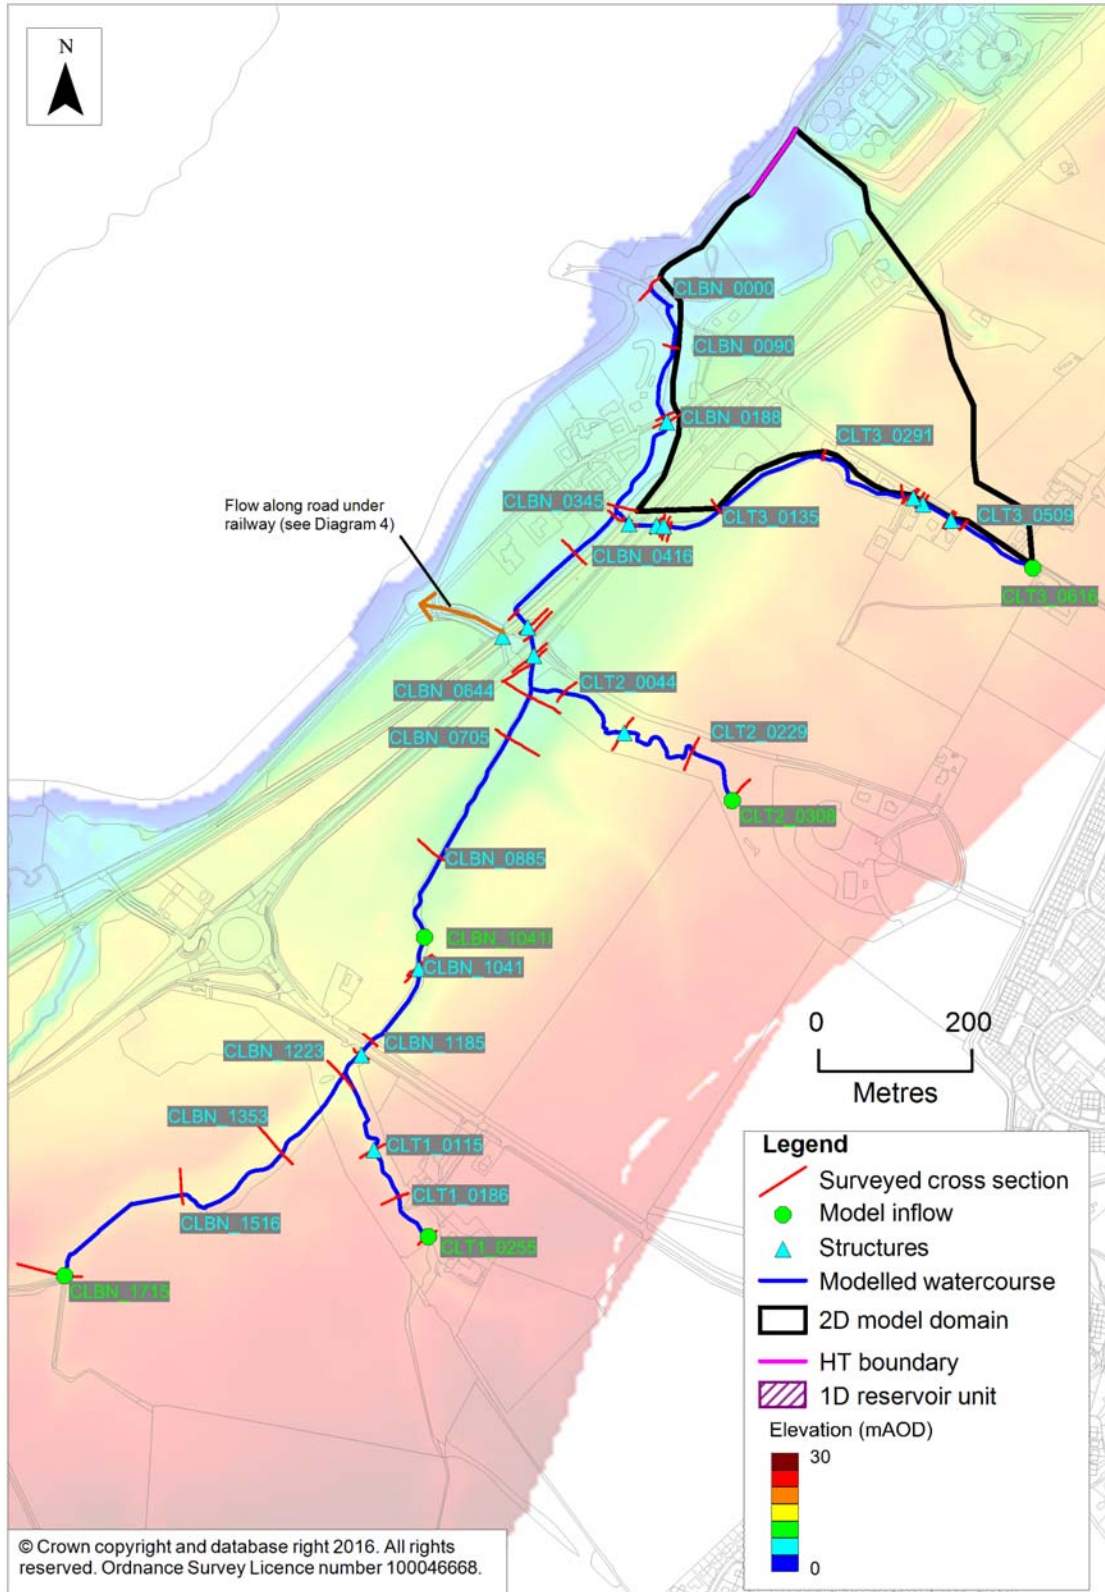 N
CLBN_0000
CLBN_0090
CLBN_0188
CLT3_0291
Flow along road under
railway (see Diagram 4)
CLBN_0345
CLT3_0135
CLT3_0509
CLBN_0416
CLT3_0616
CLBN_0644
CLT2_0044
CLBN_0705
CLT2_0229
CLT2_0308
CLBN_0885
CLBN_1041I
CLBN_1041
0 200
Metres
CLBN_1223
CLBN_1185
CLBN_1353
CLT1_0115
CLT1_0186
CLBN_1516
CLT1_0255
CLBN_1715
Legend
Surveyed cross section
Model inflow
Structures
Modelled watercourse
2D model domain
HT boundary
1D reservoir unit
Elevation (mAOD)
30
0
© Crown copyright and database right 2016. All rights
reserved. Ordnance Survey Licence number 100046668.